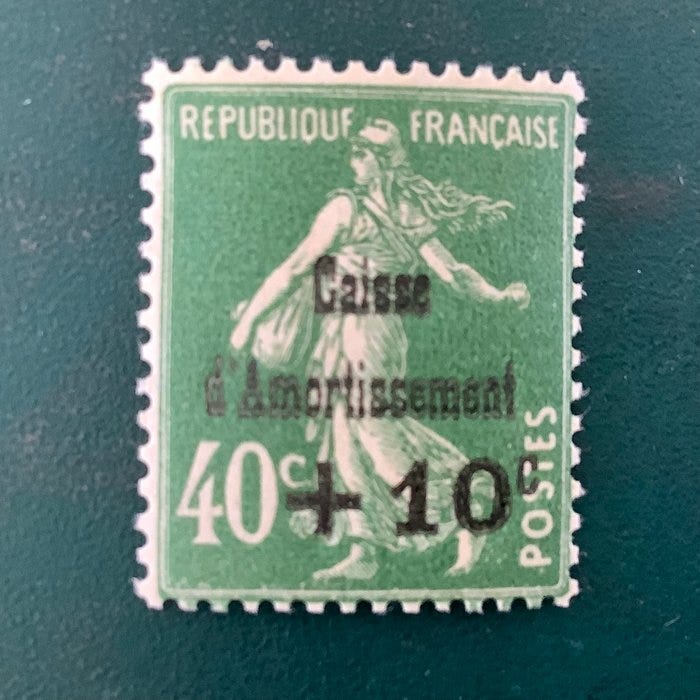 REPUBLIQUE FRANÇAISE
Caisse
d'Amortissement
40c + 10c
POSTES